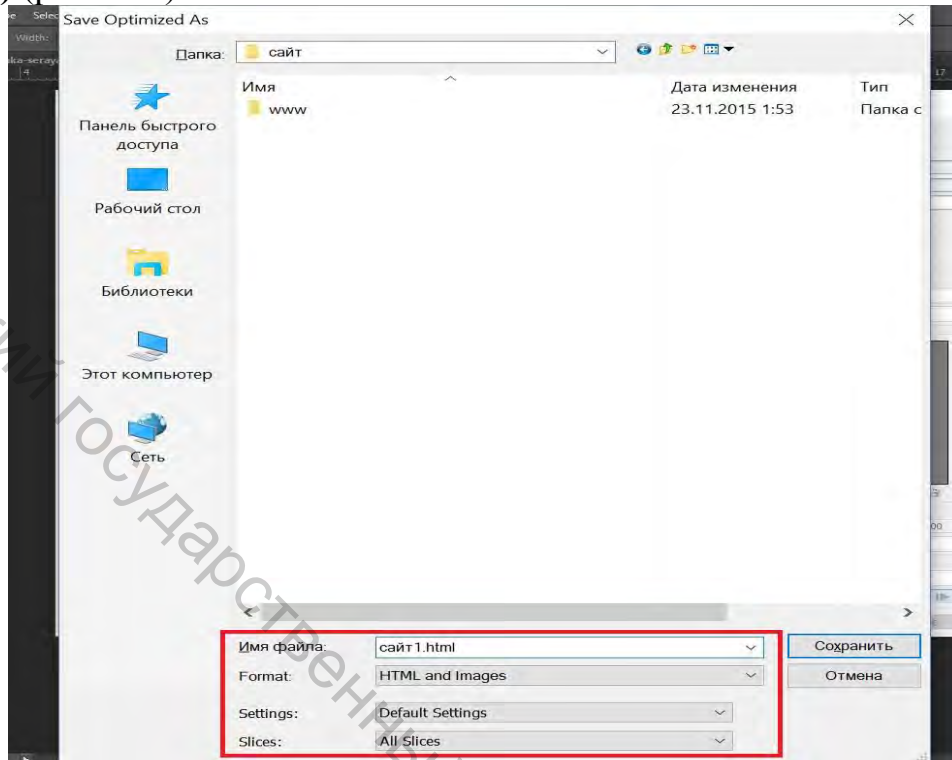 Save Optimized As
Width:
Папка:
сайт
Имя
Дата изменения
Тип
www
23.11.2015 1:53
Папка с
Панель быстрого
доступа
Рабочий стол
Библиотеки
Этот компьютер
Сеть
Имя файла:
сайт1.html
Сохранить
Format:
HTML and Images
Отмена
Settings:
Default Settings
Slices:
All Slices